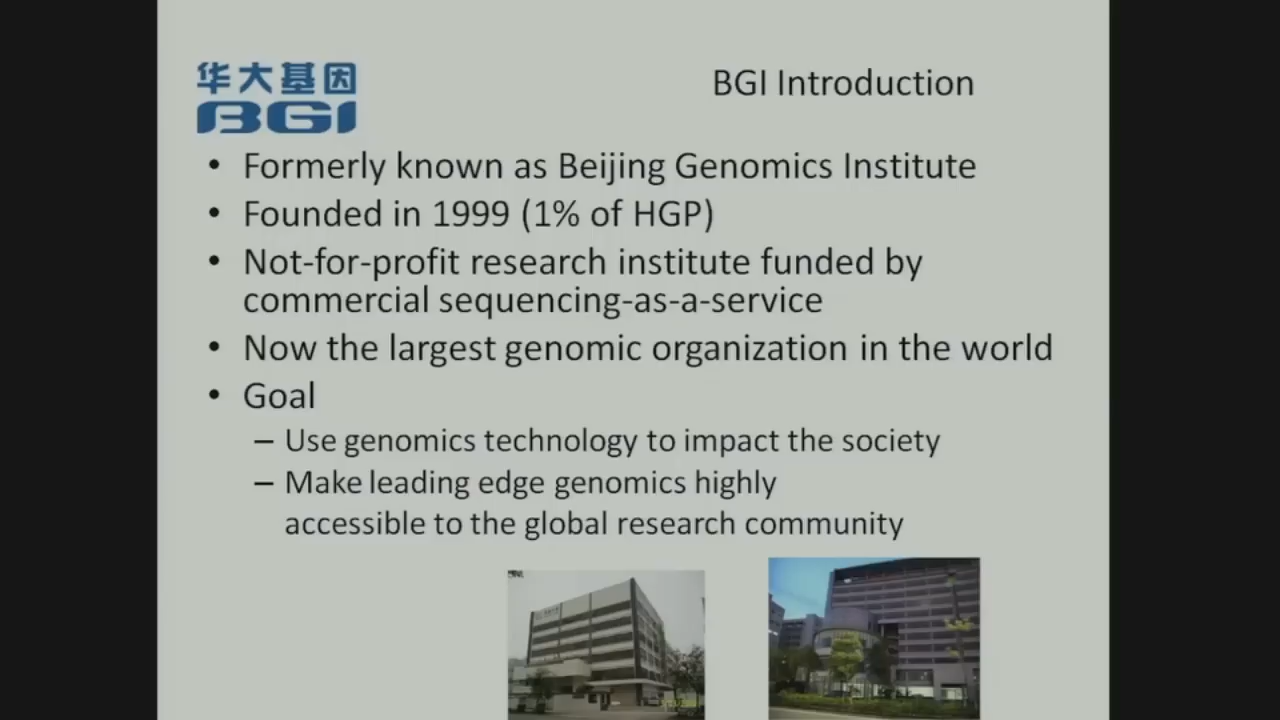 华大基因
BGI
BGI Introduction
• Formerly known as Beijing Genomics Institute
• Founded in 1999 (1% of HGP)
• Not-for-profit research institute funded by
commercial sequencing-as-a-service
• Now the largest genomic organization in the world
• Goal
– Use genomics technology to impact the society
– Make leading edge genomics highly
accessible to the global research community